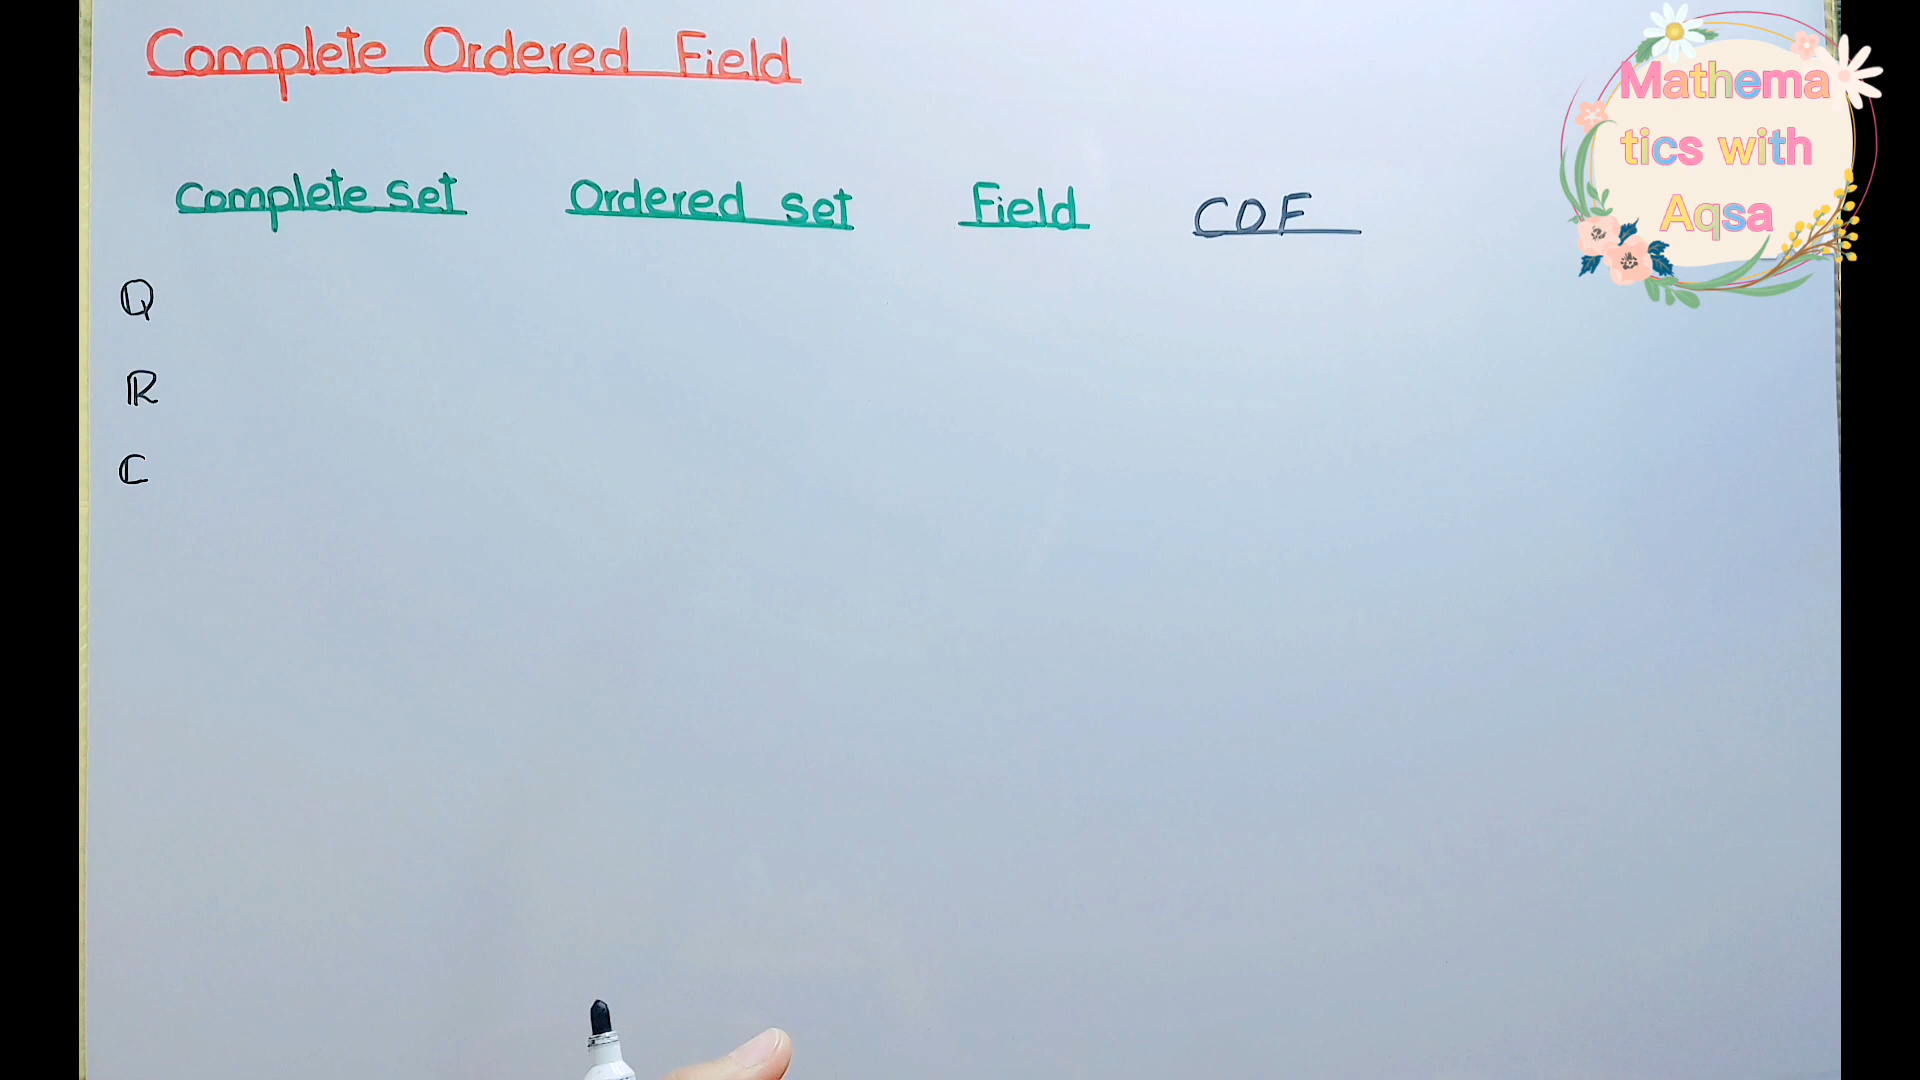 Complete Ordered Field
Complete set Ordered set Field COF
Q
R
C
Mathema
tics with
Aqsa